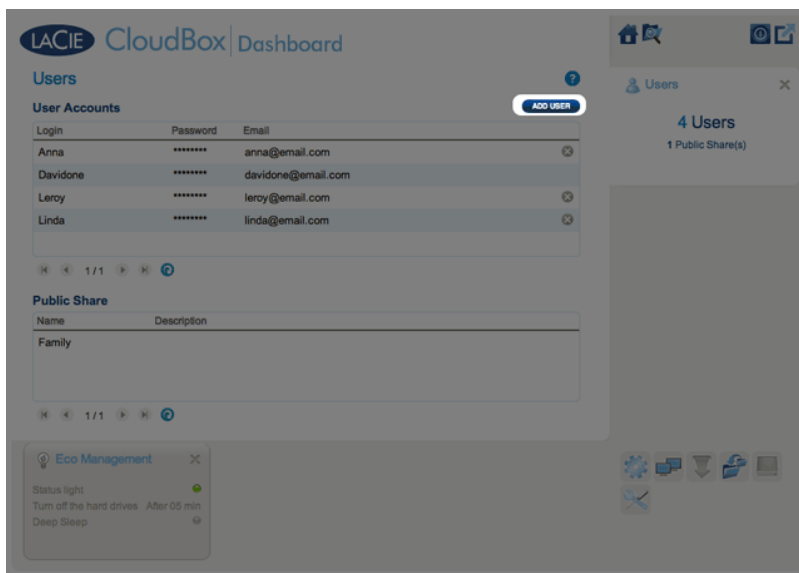 LACIE CloudBox Dashboard
Users
User Accounts
ADD USER
Login Password Email
Anna ******** anna@email.com
Davidone ******** davidone@email.com
Leroy ******** leroy@email.com
Linda ******** linda@email.com
1 / 1
Public Share
Name Description
Family
1 / 1
Eco Management
Status light
Turn off the hard drives After 05 min
Deep Sleep
Users
4 Users
1 Public Share(s)